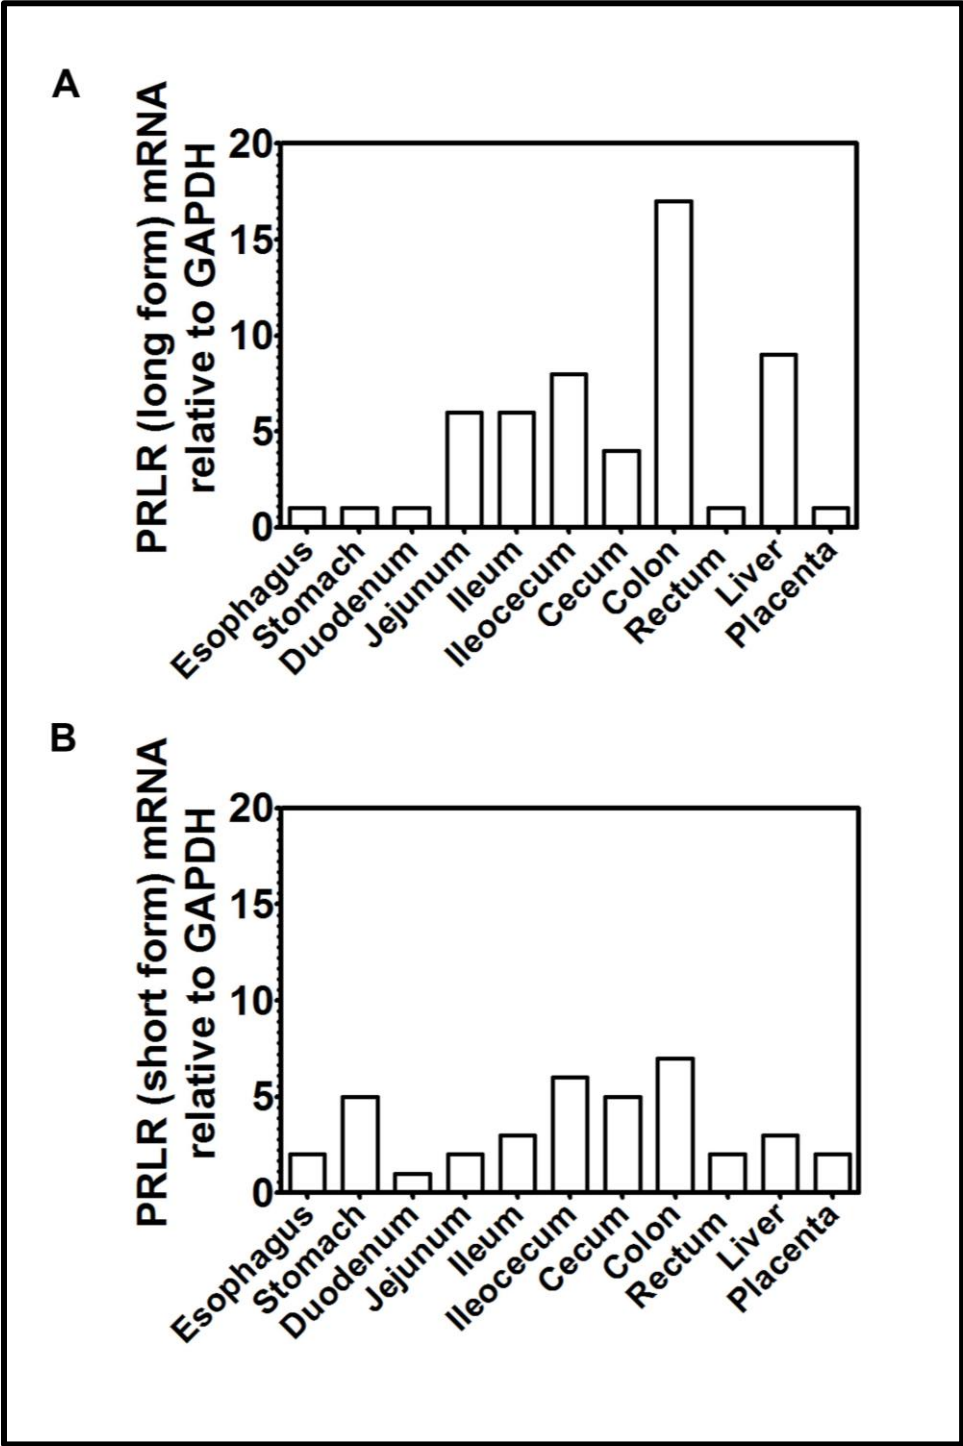 A
PRLR (long form) mRNA
relative to GAPDH
20
15
10
5
0
Esophagus
Stomach
Duodenum
Jejunum
Ileum
Ileocecum
Cecum
Colon
Rectum
Liver
Placenta
B
PRLR (short form) mRNA
relative to GAPDH
20
15
10
5
0
Esophagus
Stomach
Duodenum
Jejunum
Ileum
Ileocecum
Cecum
Colon
Rectum
Liver
Placenta